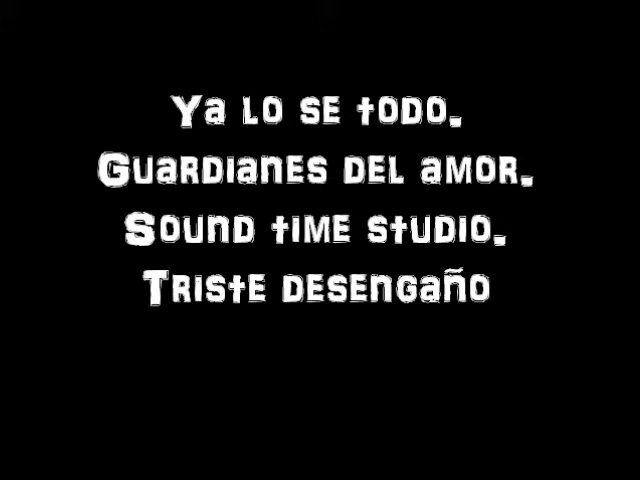 Ya lo se todo.
Guardianes del amor.
Sound time studio.
Triste desengaño